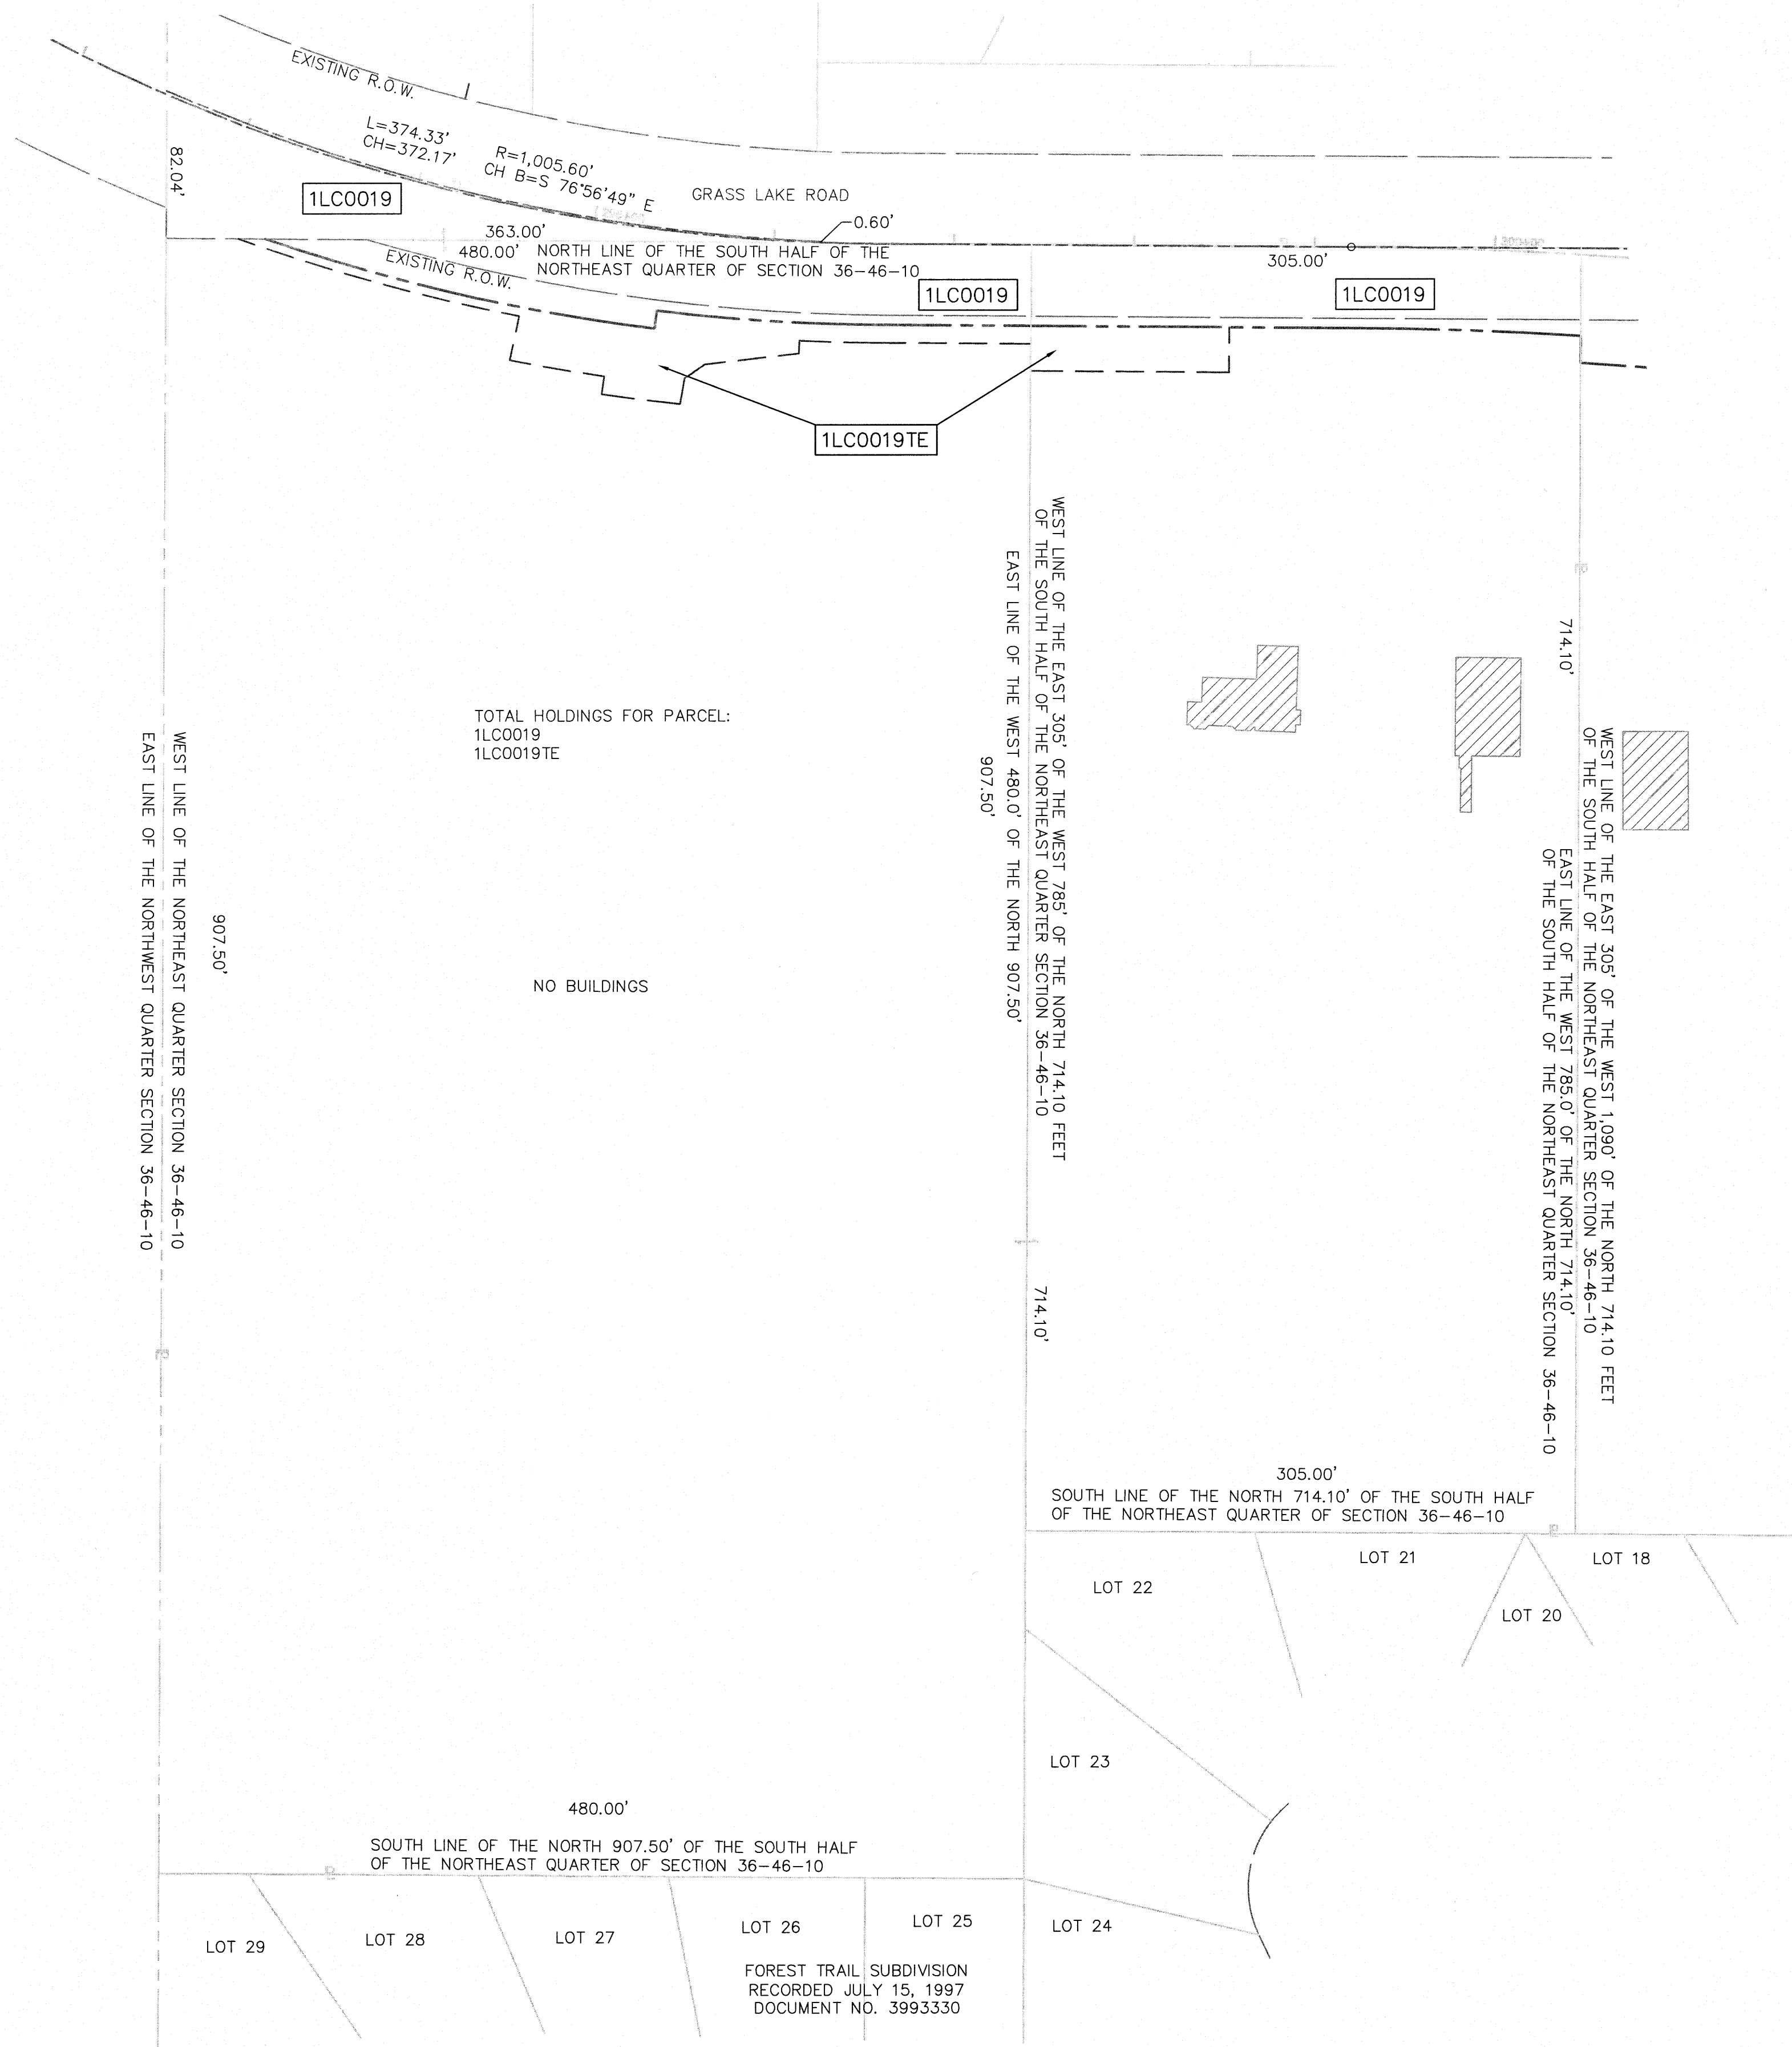 EXISTING R.O.W.
L=374.33'
CH=372.17'
R=1,005.60'
CH B=S 76°56'49" E
GRASS LAKE ROAD
82.04'
1LC0019
0.60'
363.00'
480.00'
NORTH LINE OF THE SOUTH HALF OF THE
NORTHEAST QUARTER OF SECTION 36-46-10
EXISTING R.O.W.
305.00'
300+00
1LC0019
1LC0019
1LC0019TE
WEST LINE OF THE EAST 305' OF THE WEST 785' OF THE NORTH 714.10 FEET
OF THE SOUTH HALF OF THE NORTHEAST QUARTER SECTION 36-46-10
EAST LINE OF THE WEST 480.0' OF THE NORTH 907.50'
907.50'
714.10'
TOTAL HOLDINGS FOR PARCEL:
1LC0019
1LC0019TE
WEST LINE OF THE NORTHEAST QUARTER SECTION 36-46-10
EAST LINE OF THE NORTHWEST QUARTER SECTION 36-46-10
907.50'
NO BUILDINGS
WEST LINE OF THE EAST 305' OF THE WEST 1,090' OF THE NORTH 714.10 FEET
OF THE SOUTH HALF OF THE NORTHEAST QUARTER SECTION 36-46-10
EAST LINE OF THE WEST 785.0' OF THE NORTH 714.10'
OF THE SOUTH HALF OF THE NORTHEAST QUARTER SECTION 36-46-10
714.10'
305.00'
SOUTH LINE OF THE NORTH 714.10' OF THE SOUTH HALF
OF THE NORTHEAST QUARTER OF SECTION 36-46-10
LOT 22
LOT 21
LOT 20
LOT 18
LOT 23
480.00'
SOUTH LINE OF THE NORTH 907.50' OF THE SOUTH HALF
OF THE NORTHEAST QUARTER OF SECTION 36-46-10
LOT 29
LOT 28
LOT 27
LOT 26
LOT 25
LOT 24
FOREST TRAIL SUBDIVISION
RECORDED JULY 15, 1997
DOCUMENT NO. 3993330